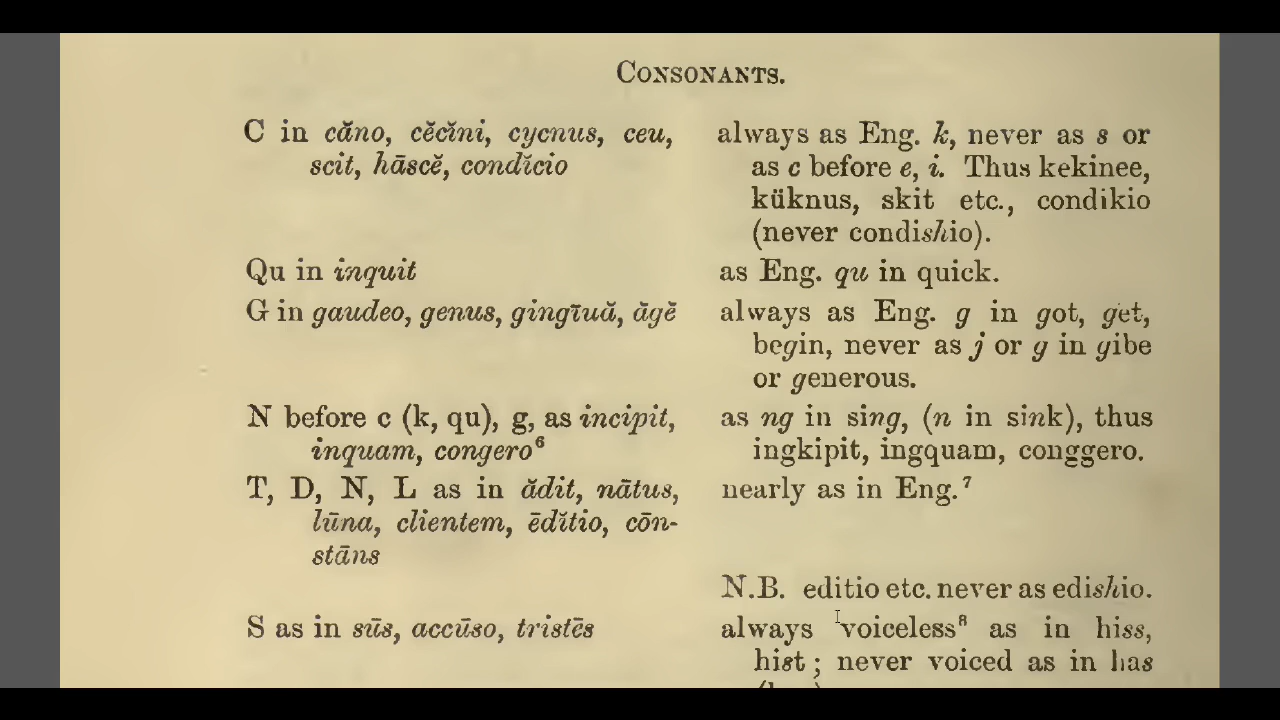 CONSONANTS.
C in căno, cĕcĭni, cycnus, ceu,
scit, hāscĕ, condĭcio
always as Eng. k, never as s or
as c before e, i. Thus kekinee,
küknus, skit etc., condikio
(never condishio).
Qu in inquit
as Eng. qu in quick.
G in gaudeo, genus, gingīuă, ăgĕ
always as Eng. g in got, get,
begin, never as j or g in gibe
or generous.
N before c (k, qu), g, as incipit,
inquam, congero⁶
as ng in sing, (n in sink), thus
ingkipit, ingquam, conggero.
T, D, N, L as in ădit, nātus,
lūna, clientem, ēdĭtio, cōn-
stāns
nearly as in Eng.⁷
N.B. editio etc. never as edishio.
S as in sūs, accūso, tristēs
always voiceless⁸ as in hiss,
hist; never voiced as in has